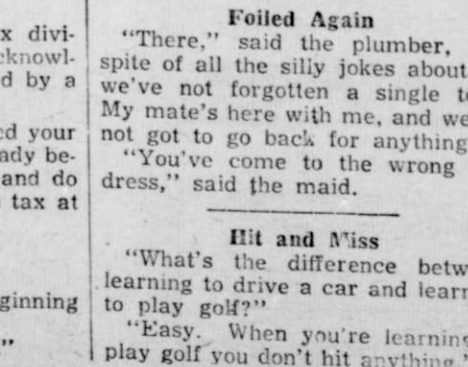 x divi-
cknowl-
d by a
ed your
ady be-
and do
tax at
ginning
"
Foiled Again
"There," said the plumber,
spite of all the silly jokes about
we've not forgotten a single
My mate's here with me, and we
not got to go back for anything
"You've come to the wrong
dress," said the maid.
Hit and Miss
"What's the difference betw
learning to drive a car and learn
to play golf?"
"Easy. When you're learning
play golf you don't hit anything,